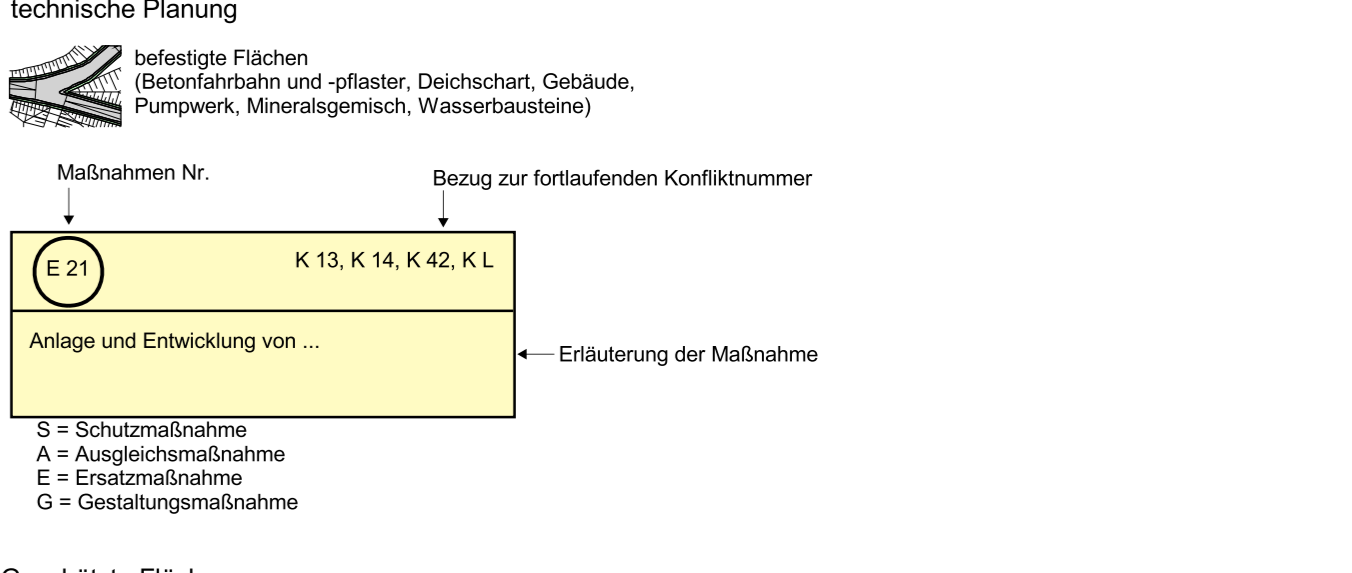 technische Planung
befestigte Flächen
(Betonfahrbahn und -pflaster, Deichschart, Gebäude,
Pumpwerk, Mineralsgemisch, Wasserbausteine)
Maßnahmen Nr.
Bezug zur fortlaufenden Konfliktnummer
E 21
K 13, K 14, K 42, K L
Anlage und Entwicklung von ...
Erläuterung der Maßnahme
S = Schutzmaßnahme
A = Ausgleichsmaßnahme
E = Ersatzmaßnahme
G = Gestaltungsmaßnahme